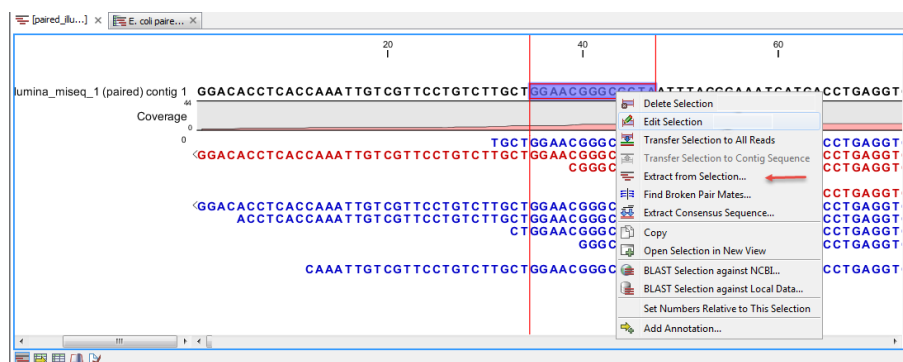 [paired_illu...] × E. coli paire... ×
20 40 60
lumina_miseq_1 (paired) contig 1 GGACACCTCACCAAATTGTCGTTCCTGTCTTGCTGGAACGGGCCCTAATTTACGCAAATCATGACCTGAGGT
44
Coverage
0
0
Delete Selection
Edit Selection
TGCTGGAACGGGC Transfer Selection to All Reads CCTGAGGT
<GGACACCTCACCAAATTGTCGTTCCTGTCTTGCTGGAACGGGC Transfer Selection to Contig Sequence CCTGAGGT
CGGGC Extract from Selection... CCTGAGGT
Find Broken Pair Mates... CCTGAGGT
<GGACACCTCACCAAATTGTCGTTCCTGTCTTGCTGGAACGGGC CCTGAGGT
ACCTCACCAAATTGTCGTTCCTGTCTTGCTGGAACGGGC Extract Consensus Sequence... CCTGAGGT
CTGGAACGGGC Copy CCTGAGGT
GGGC Open Selection in New View CCTGAGGT
CAAATTGTCGTTCCTGTCTTGCTGGAACGGGC BLAST Selection against NCBI... CCTGAGGT
BLAST Selection against Local Data...
Set Numbers Relative to This Selection
Add Annotation...